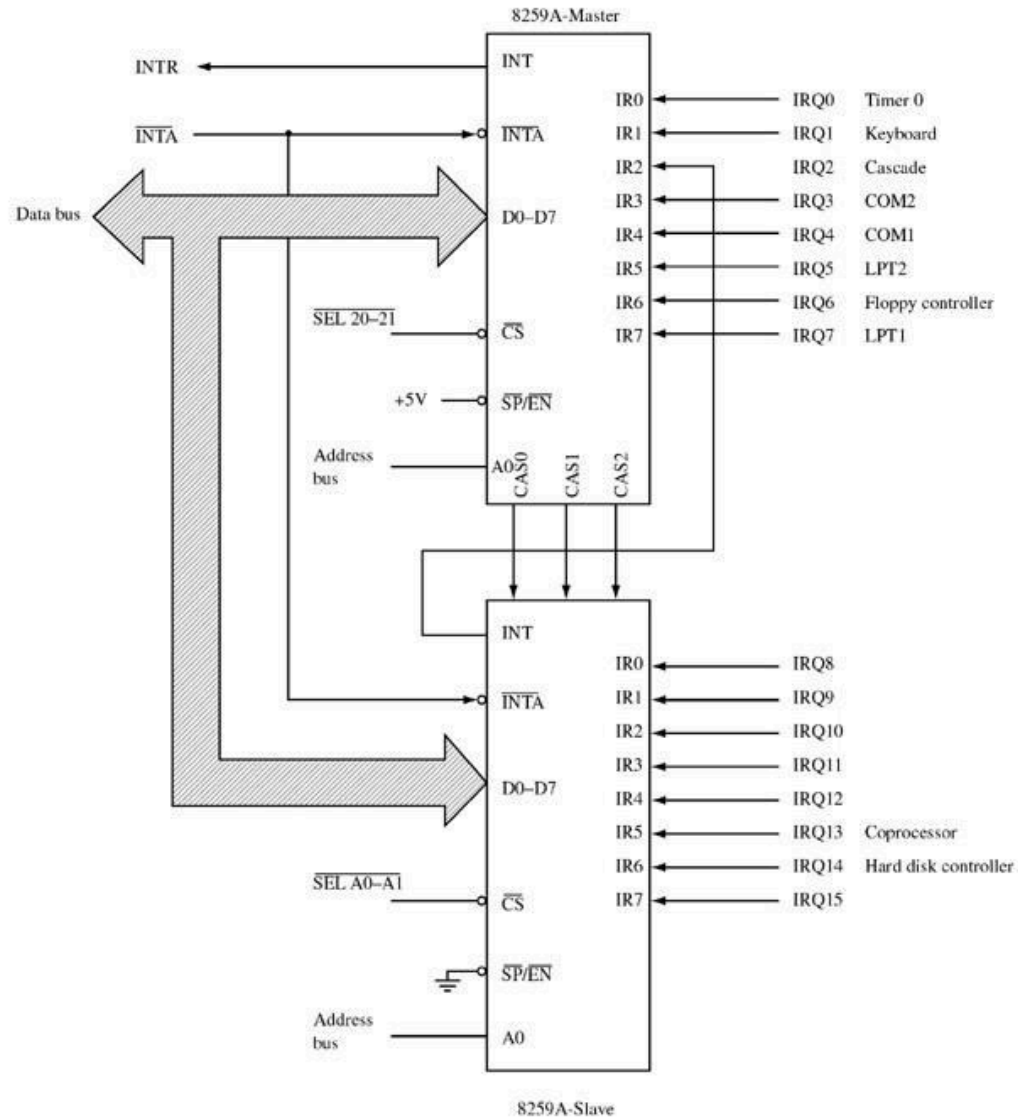 8259A-Master
INTR
INT
IR0
IRQ0 Timer 0
INTA
INTA
IR1
IRQ1 Keyboard
IR2
IRQ2 Cascade
Data bus
D0–D7
IR3
IRQ3 COM2
IR4
IRQ4 COM1
IR5
IRQ5 LPT2
IR6
IRQ6 Floppy controller
SEL 20–21
CS
IR7
IRQ7 LPT1
+5V
SP/EN
Address
bus
A0
CAS0
CAS1
CAS2
INT
IR0
IRQ8
INTA
IR1
IRQ9
IR2
IRQ10
D0–D7
IR3
IRQ11
IR4
IRQ12
IR5
IRQ13 Coprocessor
SEL A0–A1
IR6
IRQ14 Hard disk controller
CS
IR7
IRQ15
SP/EN
Address
bus
A0
8259A-Slave